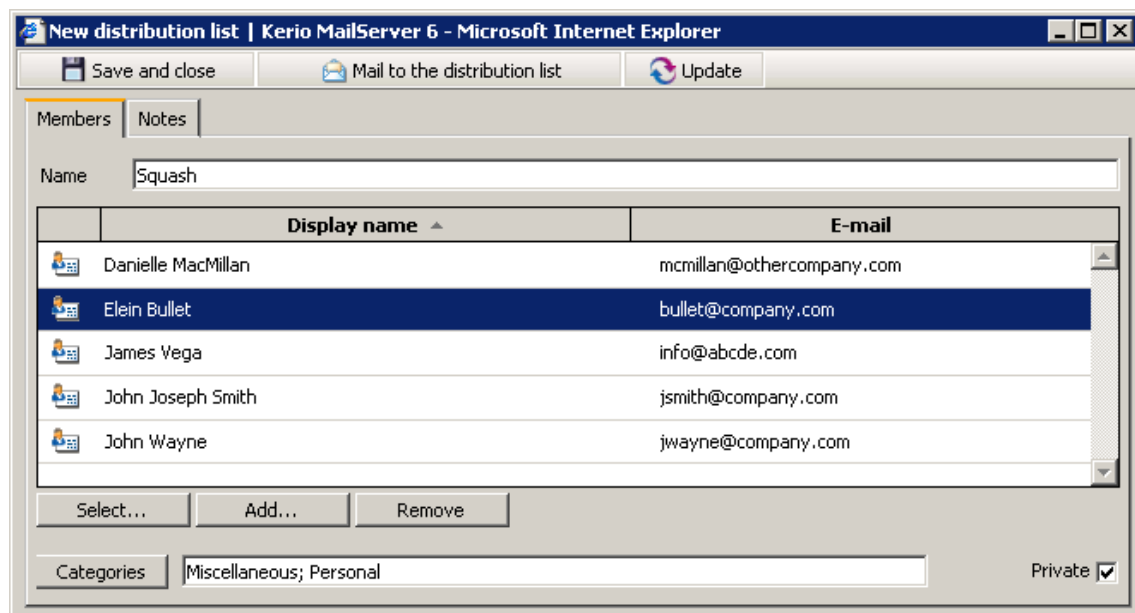 New distribution list | Kerio MailServer 6 - Microsoft Internet Explorer
Save and close Mail to the distribution list Update
Members Notes
Name Squash
Display name E-mail
Danielle MacMillan mcmillan@othercompany.com
Elein Bullet bullet@company.com
James Vega info@abcde.com
John Joseph Smith jsmith@company.com
John Wayne jwayne@company.com
Select... Add... Remove
Categories Miscellaneous; Personal Private